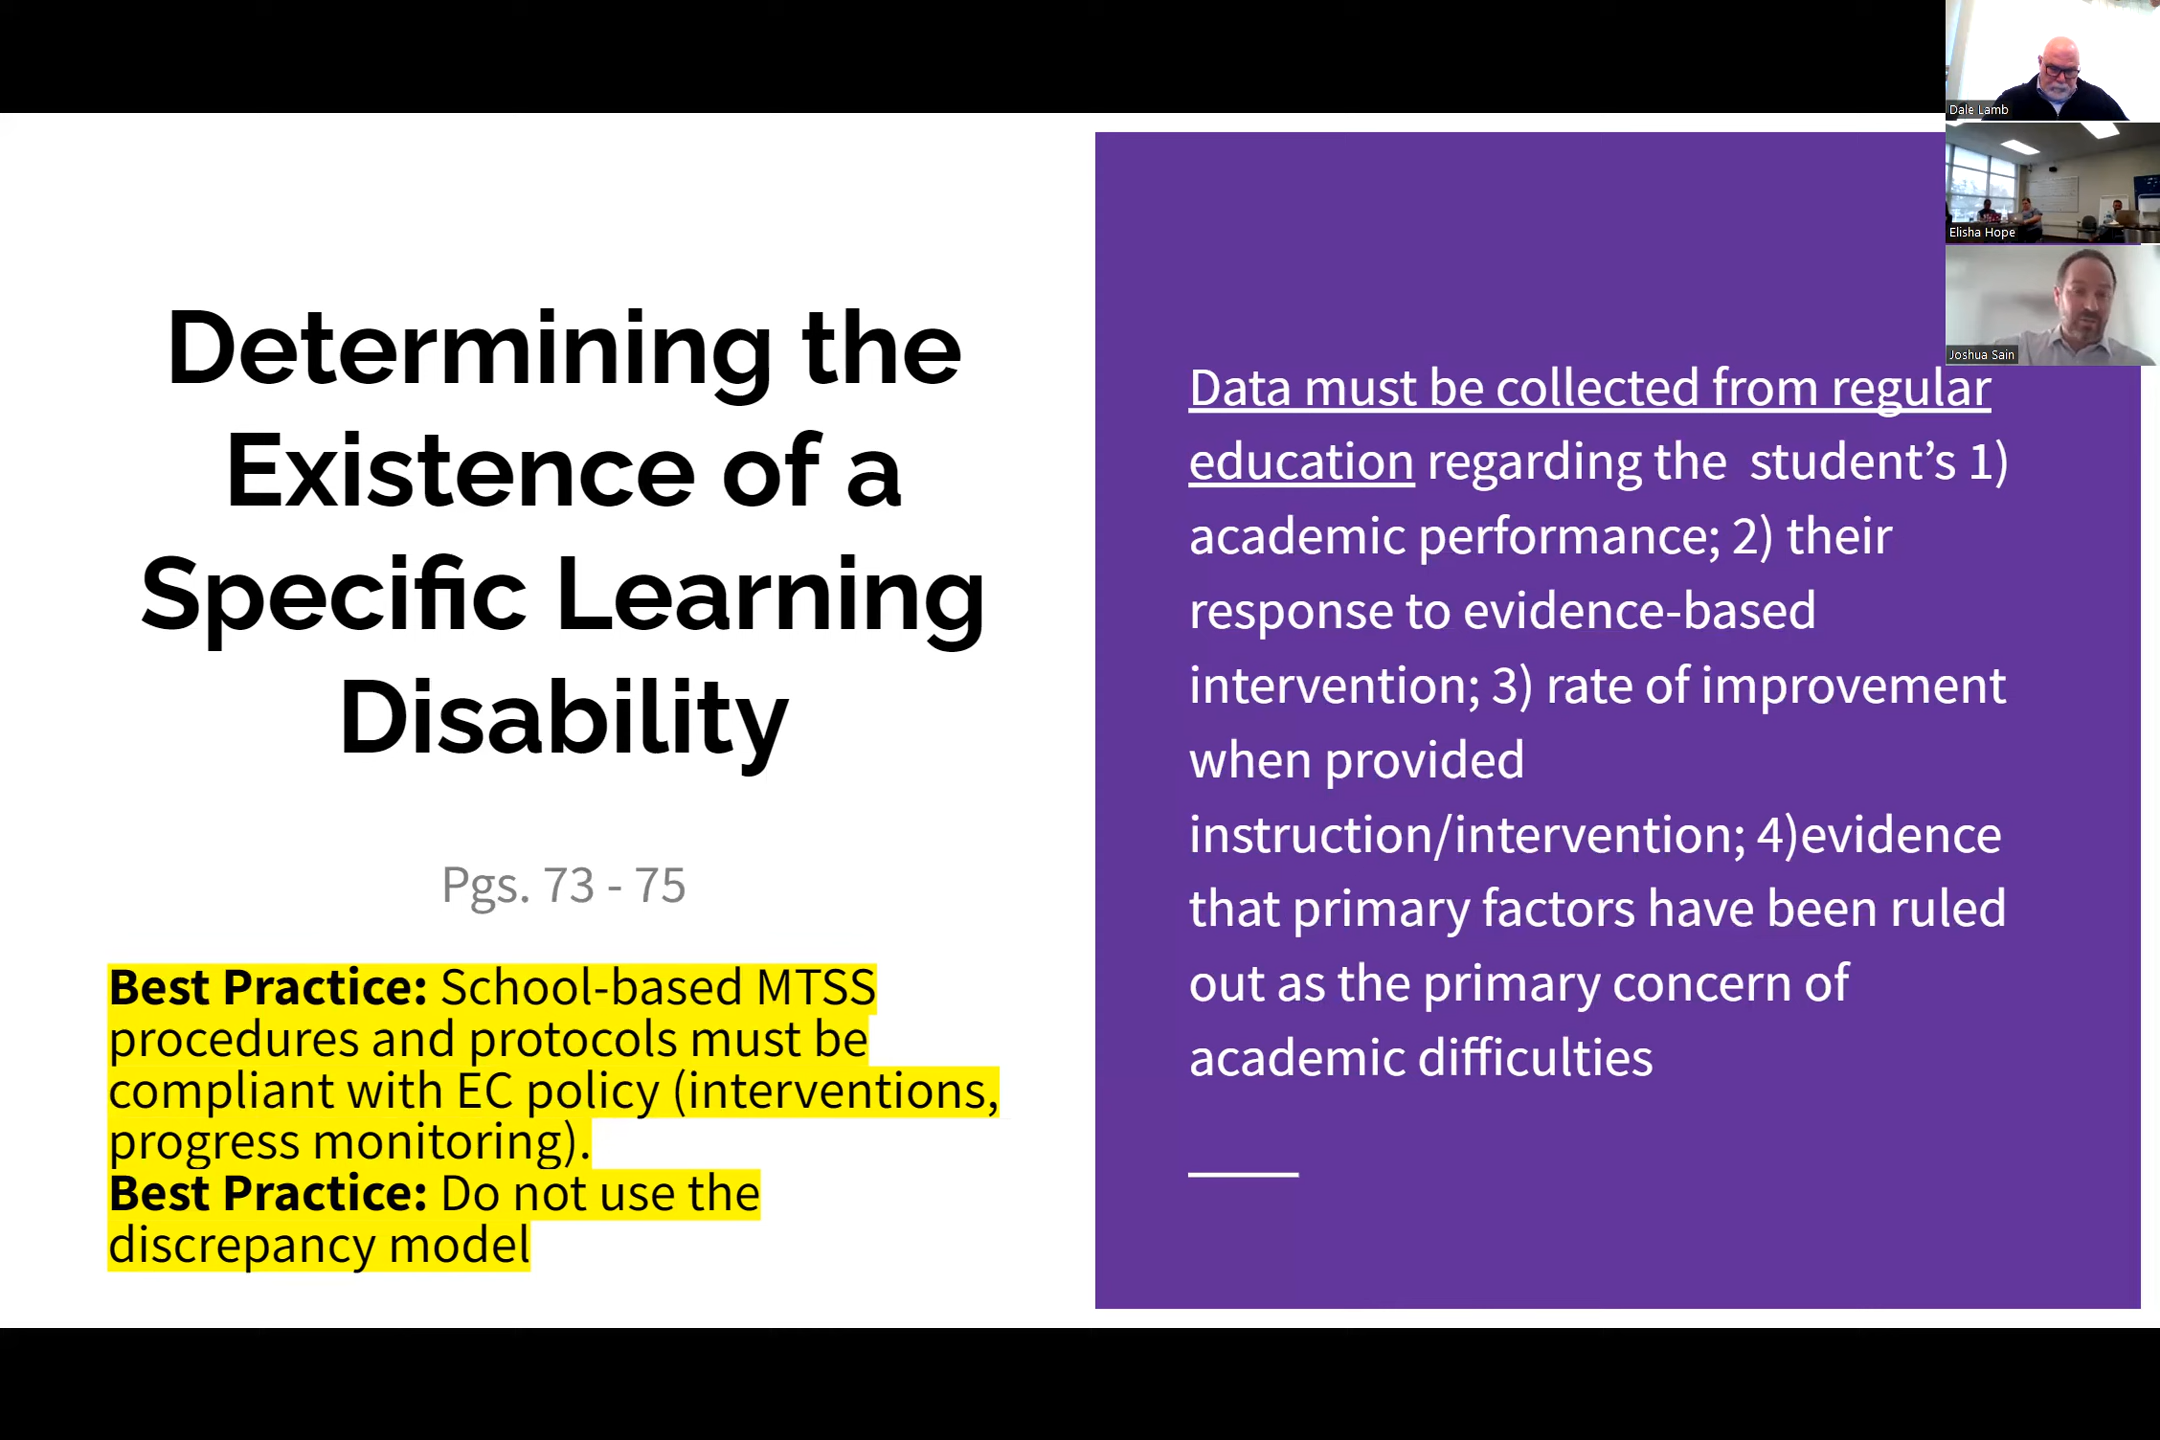 Determining the
Existence of a
Specific Learning
Disability
Pgs. 73 - 75
Best Practice: School-based MTSS
procedures and protocols must be
compliant with EC policy (interventions,
progress monitoring).
Best Practice: Do not use the
discrepancy model
Data must be collected from regular
education regarding the  student’s 1)
academic performance; 2) their
response to evidence-based
intervention; 3) rate of improvement
when provided
instruction/intervention; 4)evidence
that primary factors have been ruled
out as the primary concern of
academic difficulties
Dale Lamb
Elisha Hope
Joshua Sain